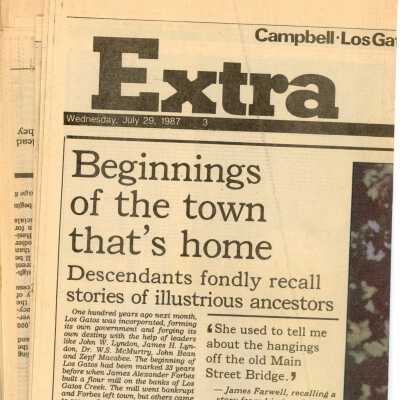 Campbell·Los Ga
Extra
Wednesday, July 29, 1987 3
Beginnings
of the town
that's home
Descendants fondly recall
stories of illustrious ancestors
One hundred years ago next month,
Los Gatos was incorporated, forming
its own government and forging its
own destiny with the help of leaders
like John W. Lyndon, James H. Lyn-
don, Dr. W.S. McMurtry, John Bean
and Zepf Macabee. The beginning of
Los Gatos had been marked 33 years
before when James Alexander Forbes
built a flour mill on the banks of Los
Gatos Creek. The mill went bankrupt
and Forbes left town, but others came
‘She used to tell me
about the hangings
off the old Main
Street Bridge.’
— James Farwell, recalling a